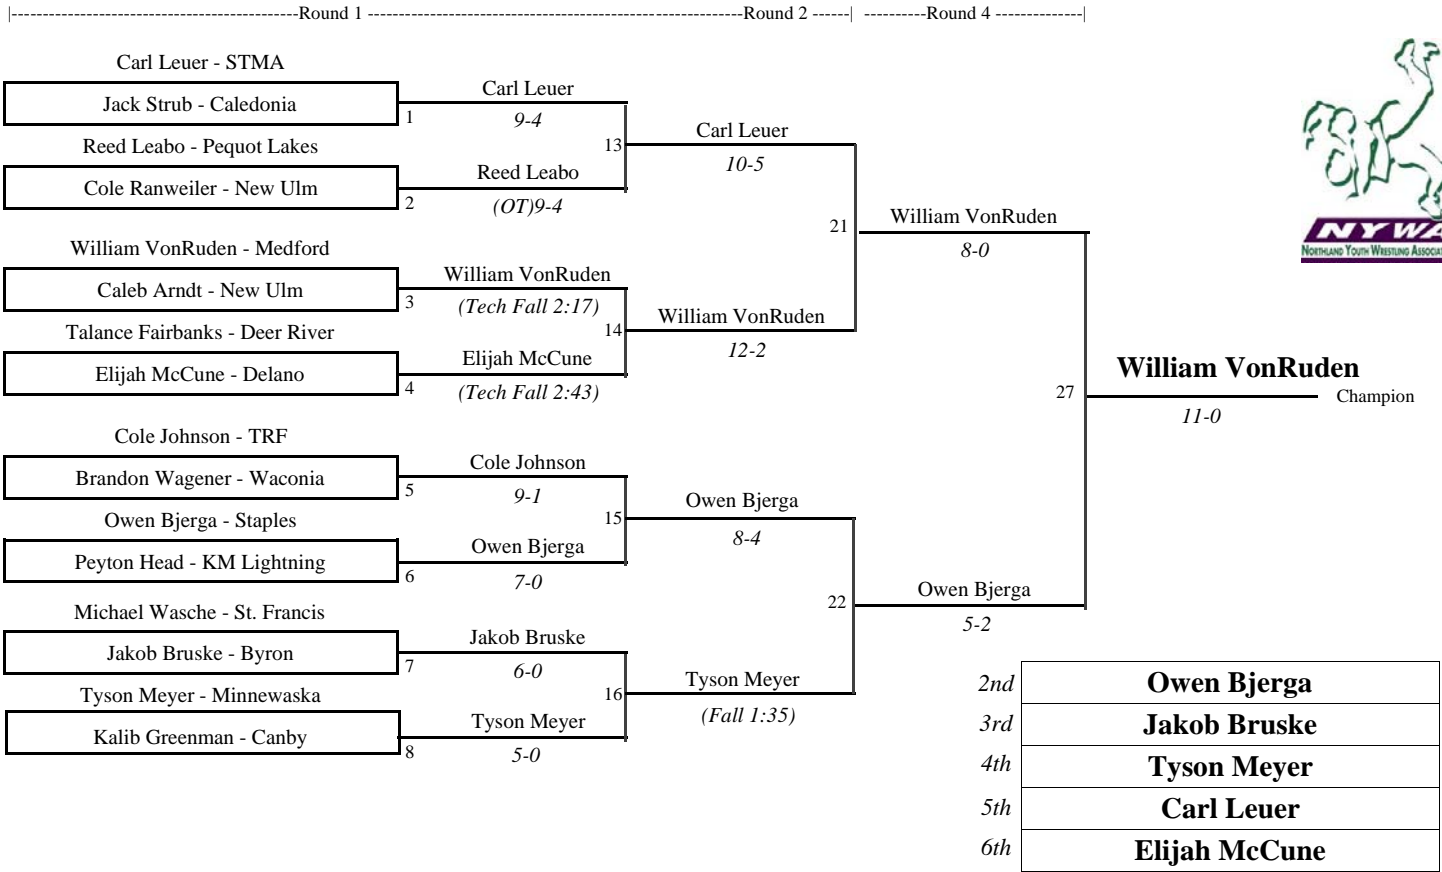 |-----------------------------------------------Round 1 -------------------------------------------------------------Round 2 ------| ----------Round 4 --------------|
Carl Leuer - STMA
Jack Strub - Caledonia
1
Carl Leuer
9-4
Reed Leabo - Pequot Lakes
Cole Ranweiler - New Ulm
2
Reed Leabo
(OT)9-4
13
Carl Leuer
10-5
William VonRuden - Medford
Caleb Arndt - New Ulm
3
William VonRuden
(Tech Fall 2:17)
Talance Fairbanks - Deer River
Elijah McCune - Delano
4
Elijah McCune
(Tech Fall 2:43)
14
William VonRuden
12-2
21
William VonRuden
8-0
Cole Johnson - TRF
Brandon Wagener - Waconia
5
Cole Johnson
9-1
Owen Bjerga - Staples
Peyton Head - KM Lightning
6
Owen Bjerga
7-0
15
Owen Bjerga
8-4
Michael Wasche - St. Francis
Jakob Bruske - Byron
7
Jakob Bruske
6-0
Tyson Meyer - Minnewaska
Kalib Greenman - Canby
8
Tyson Meyer
5-0
16
Tyson Meyer
(Fall 1:35)
22
Owen Bjerga
5-2
27
William VonRuden
Champion
11-0
NYWA
Northland Youth Wrestling
2nd Owen Bjerga
3rd Jakob Bruske
4th Tyson Meyer
5th Carl Leuer
6th Elijah McCune